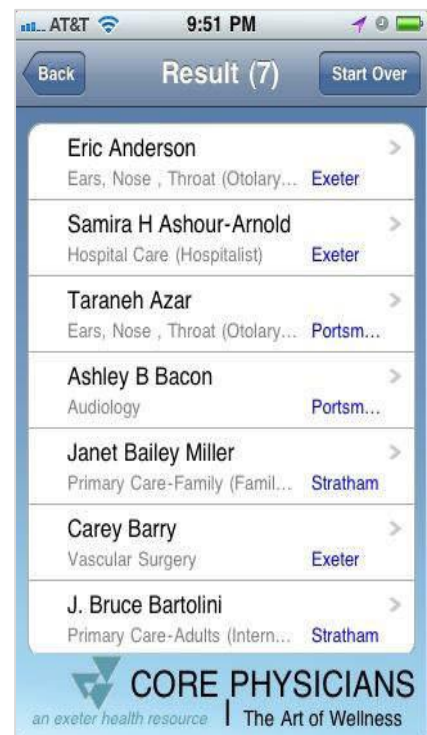 AT&T 9:51 PM
Back Result (7) Start Over
Eric Anderson
Ears, Nose , Throat (Otolary... Exeter
Samira H Ashour-Arnold
Hospital Care (Hospitalist) Exeter
Taraneh Azar
Ears, Nose , Throat (Otolary... Portsm...
Ashley B Bacon
Audiology Portsm...
Janet Bailey Miller
Primary Care-Family (Famil... Stratham
Carey Barry
Vascular Surgery Exeter
J. Bruce Bartolini
Primary Care-Adults (Intern... Stratham
CORE PHYSICIANS
an exeter health resource | The Art of Wellness